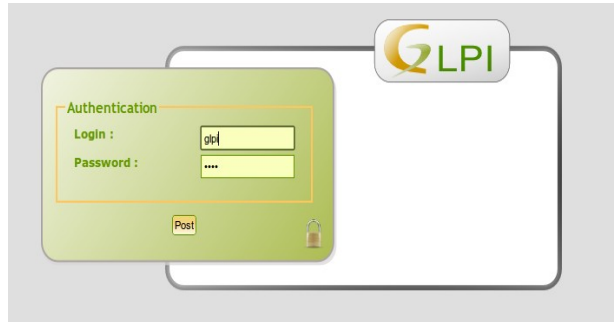 GLPI
Authentication
Login :
glpi
Password :
••••
Post